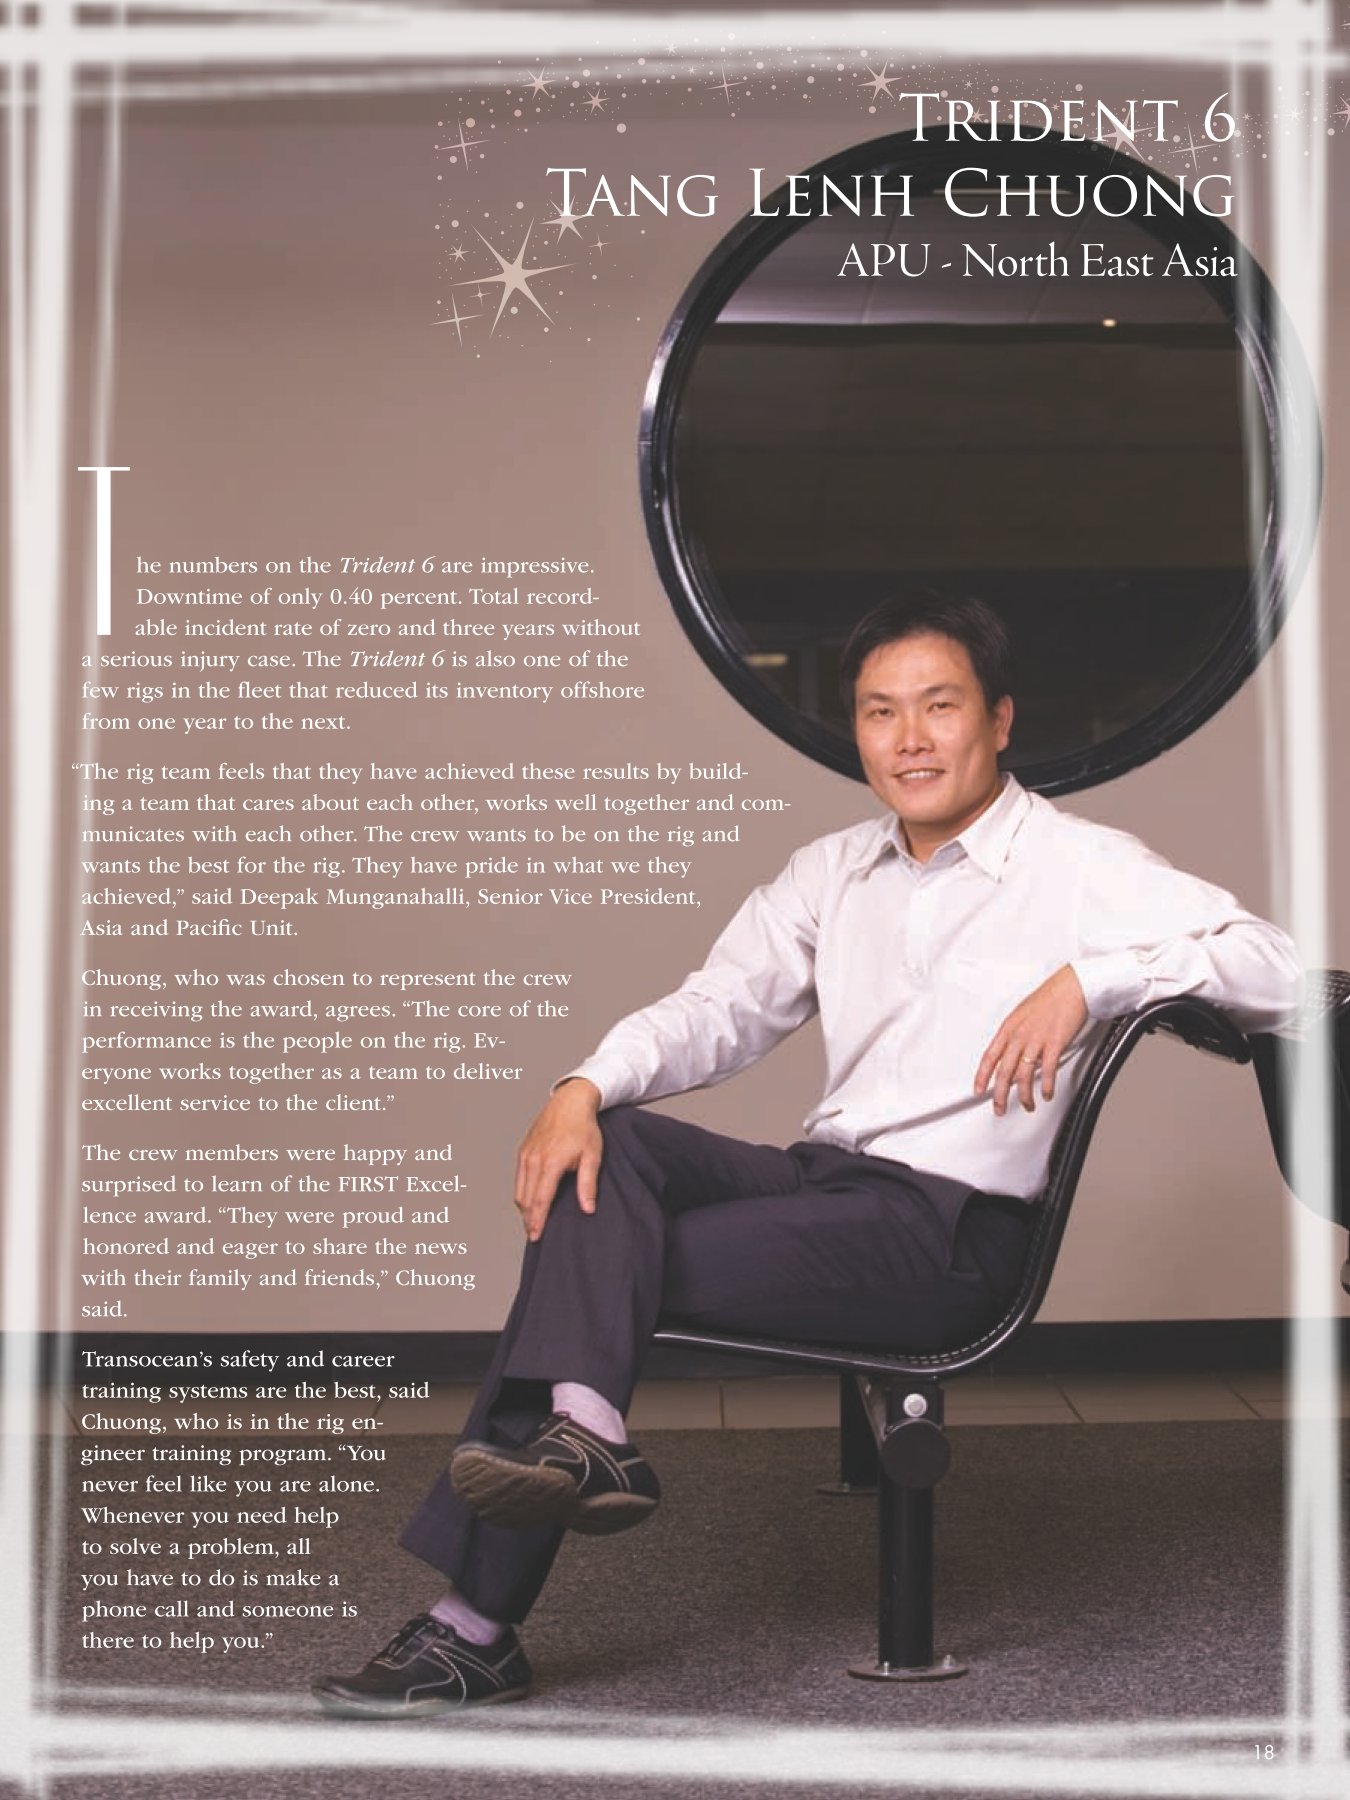 TRIDENT 6
TANG LENH CHUONG
APU - North East Asia
The numbers on the Trident 6 are impressive.
Downtime of only 0.40 percent. Total record-
able incident rate of zero and three years without
a serious injury case. The Trident 6 is also one of the
few rigs in the fleet that reduced its inventory offshore
from one year to the next.
“The rig team feels that they have achieved these results by build-
ing a team that cares about each other, works well together and com-
municates with each other. The crew wants to be on the rig and
wants the best for the rig. They have pride in what we they
achieved,” said Deepak Munganahalli, Senior Vice President,
Asia and Pacific Unit.
Chuong, who was chosen to represent the crew
in receiving the award, agrees. “The core of the
performance is the people on the rig. Ev-
eryone works together as a team to deliver
excellent service to the client.”
The crew members were happy and
surprised to learn of the FIRST Excel-
lence award. “They were proud and
honored and eager to share the news
with their family and friends,” Chuong
said.
Transocean’s safety and career
training systems are the best, said
Chuong, who is in the rig en-
gineer training program. “You
never feel like you are alone.
Whenever you need help
to solve a problem, all
you have to do is make a
phone call and someone is
there to help you.”
18